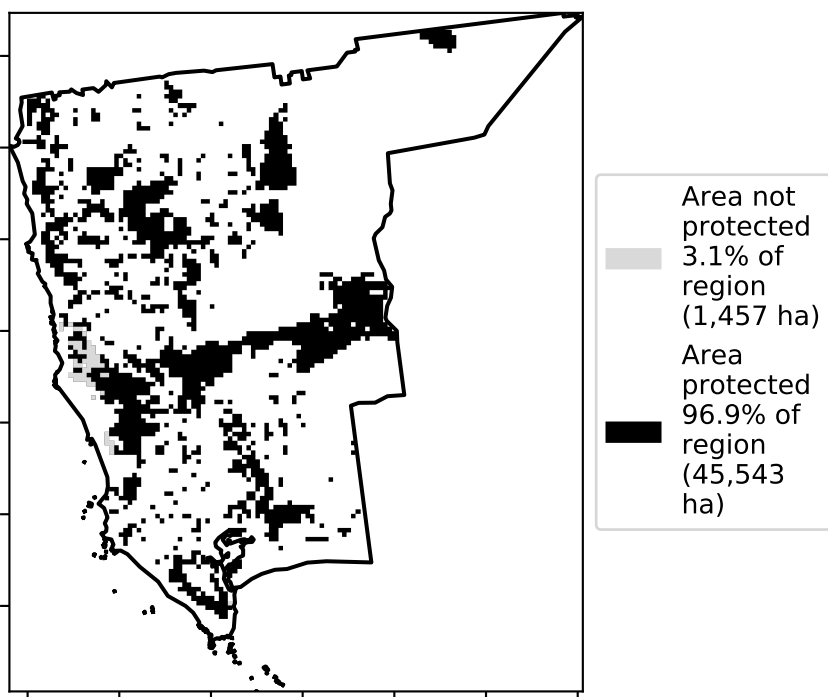 Area not
protected
3.1% of
region
(1,457 ha)
Area
protected
96.9% of
region
(45,543
ha)